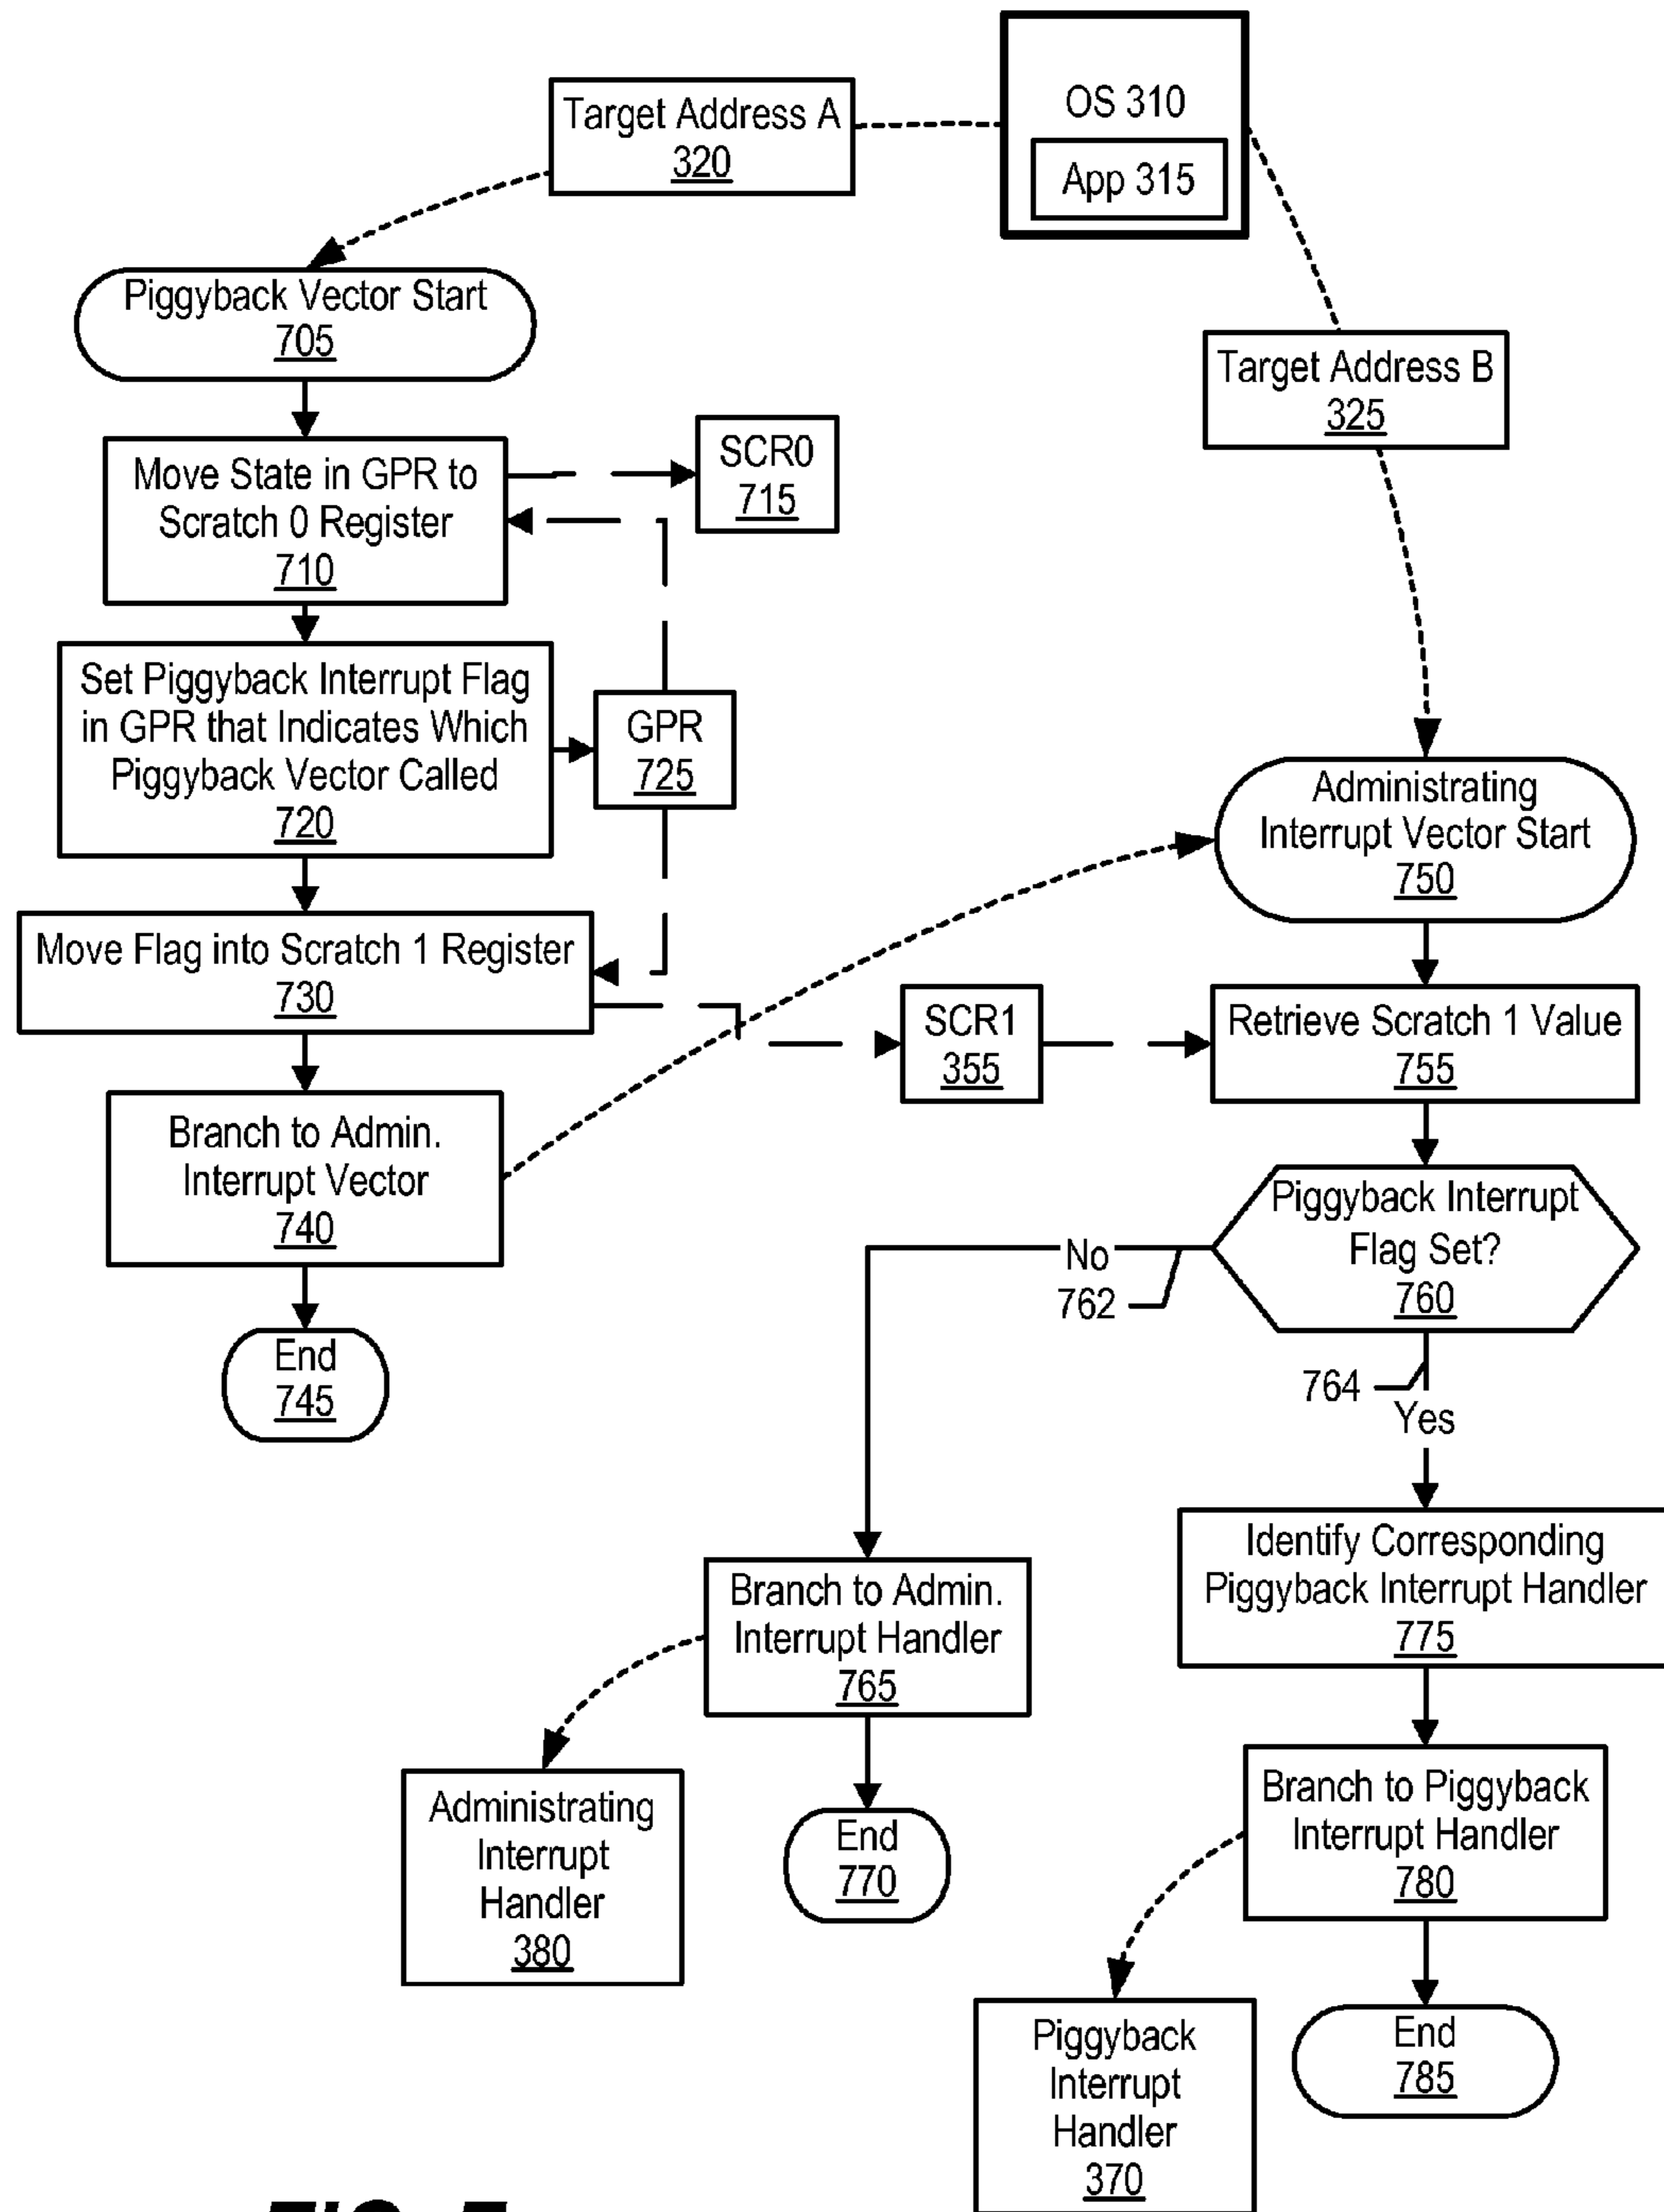 OS 310
App 315
Target Address A
320
Piggyback Vector Start
705
Target Address B
325
Move State in GPR to
Scratch 0 Register
710
SCR0
715
Set Piggyback Interrupt Flag
in GPR that Indicates Which
Piggyback Vector Called
720
GPR
725
Administrating
Interrupt Vector Start
750
Move Flag into Scratch 1 Register
730
SCR1
355
Retrieve Scratch 1 Value
755
Branch to Admin.
Interrupt Vector
740
End
745
Piggyback Interrupt
Flag Set?
760
No
762
764
Yes
Identify Corresponding
Piggyback Interrupt Handler
775
Branch to Admin.
Interrupt Handler
765
Administrating
Interrupt
Handler
380
End
770
Branch to Piggyback
Interrupt Handler
780
Piggyback
Interrupt
Handler
370
End
785